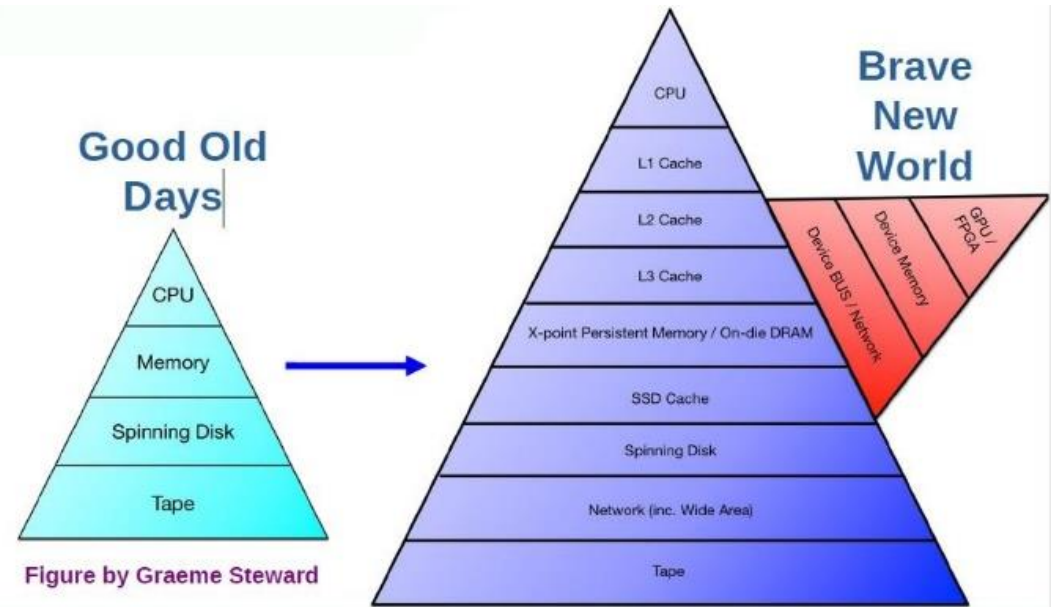 Good Old
Days
CPU
Memory
Spinning Disk
Tape
Figure by Graeme Steward
Brave
New
World
CPU
L1 Cache
L2 Cache
L3 Cache
X-point Persistent Memory / On-die DRAM
SSD Cache
Spinning Disk
Network (inc. Wide Area)
Tape
Device BUS / Network
Device Memory
GPU /
FPGA